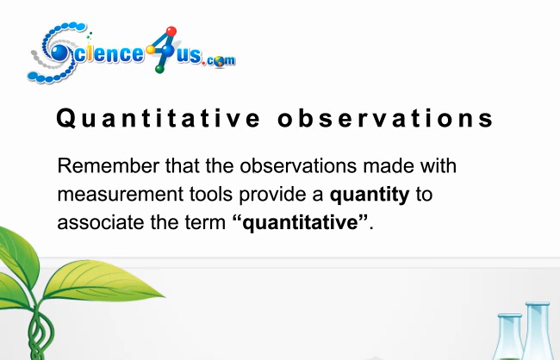 Science4us.com
Quantitative observations
Remember that the observations made with
measurement tools provide a quantity to
associate the term “quantitative”.